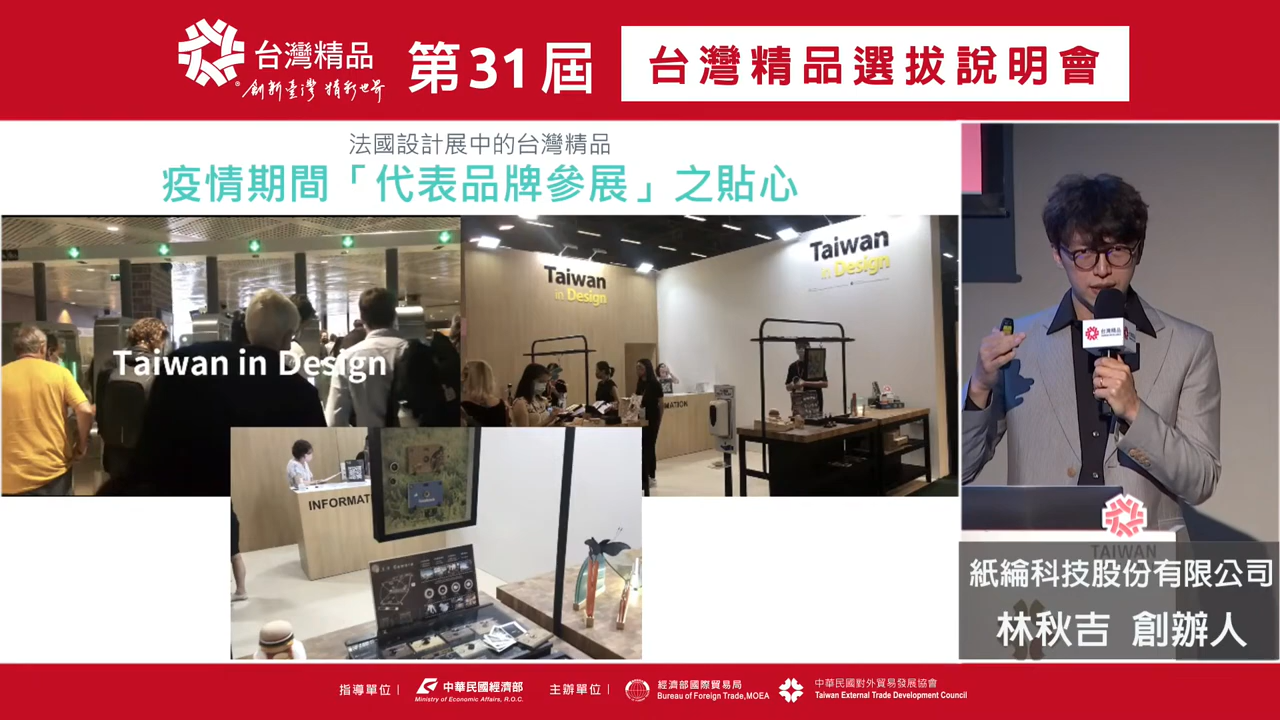 台灣精品
創新臺灣 精彩世界
第31屆
台灣精品選拔說明會
法國設計展中的台灣精品
疫情期間「代表品牌參展」之貼心
Taiwan in Design
Taiwan
in Design
Taiwan
in Design
INFORMAT
MATION
台灣精品
TAIWAN
紙綸科技股份有限公司
林秋吉 創辦人
指導單位
中華民國經濟部
Ministry of Economic Affairs, R.O.C.
主辦單位
經濟部國際貿易局
Bureau of Foreign Trade,MOEA
中華民國對外貿易發展協會
Taiwan External Trade Development Council